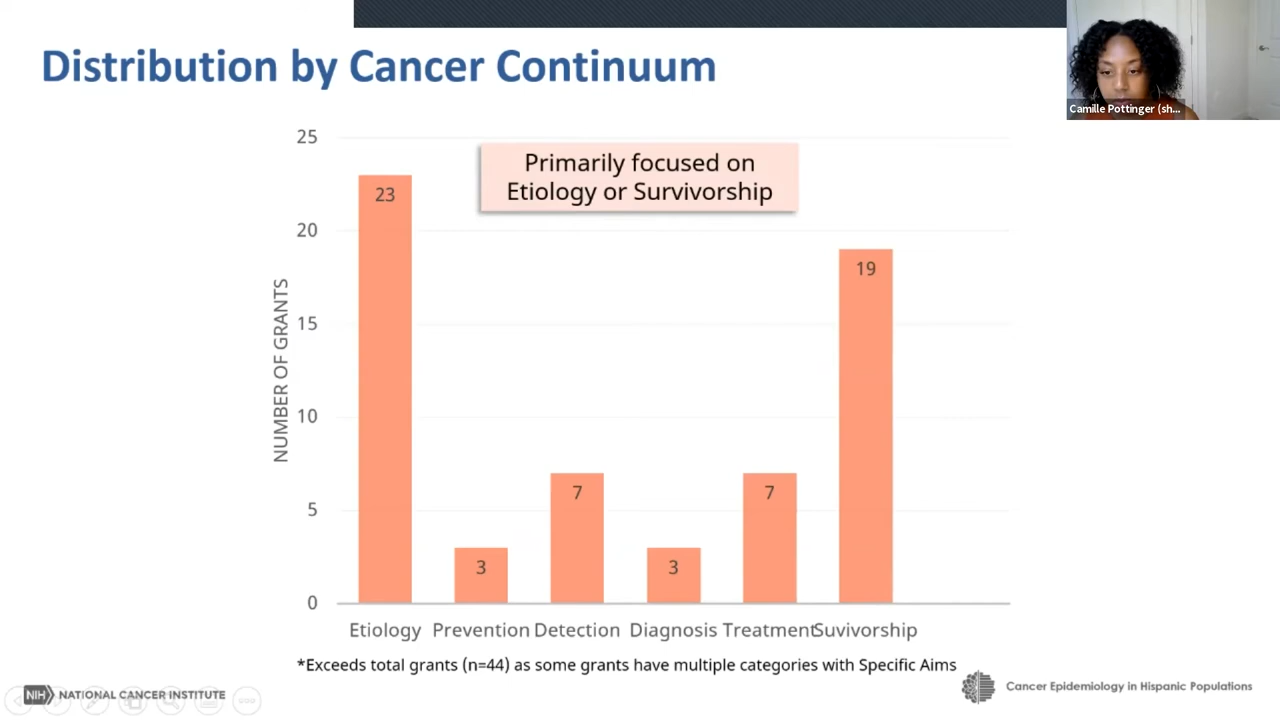 Distribution by Cancer Continuum
Camille Pottinger (sh...
Primarily focused on
Etiology or Survivorship
NUMBER OF GRANTS
25
20
15
10
5
0
23
3
7
3
7
19
Etiology Prevention Detection Diagnosis Treatment Suvivorship
*Exceeds total grants (n=44) as some grants have multiple categories with Specific Aims
NIH NATIONAL CANCER INSTITUTE
Cancer Epidemiology in Hispanic Populations